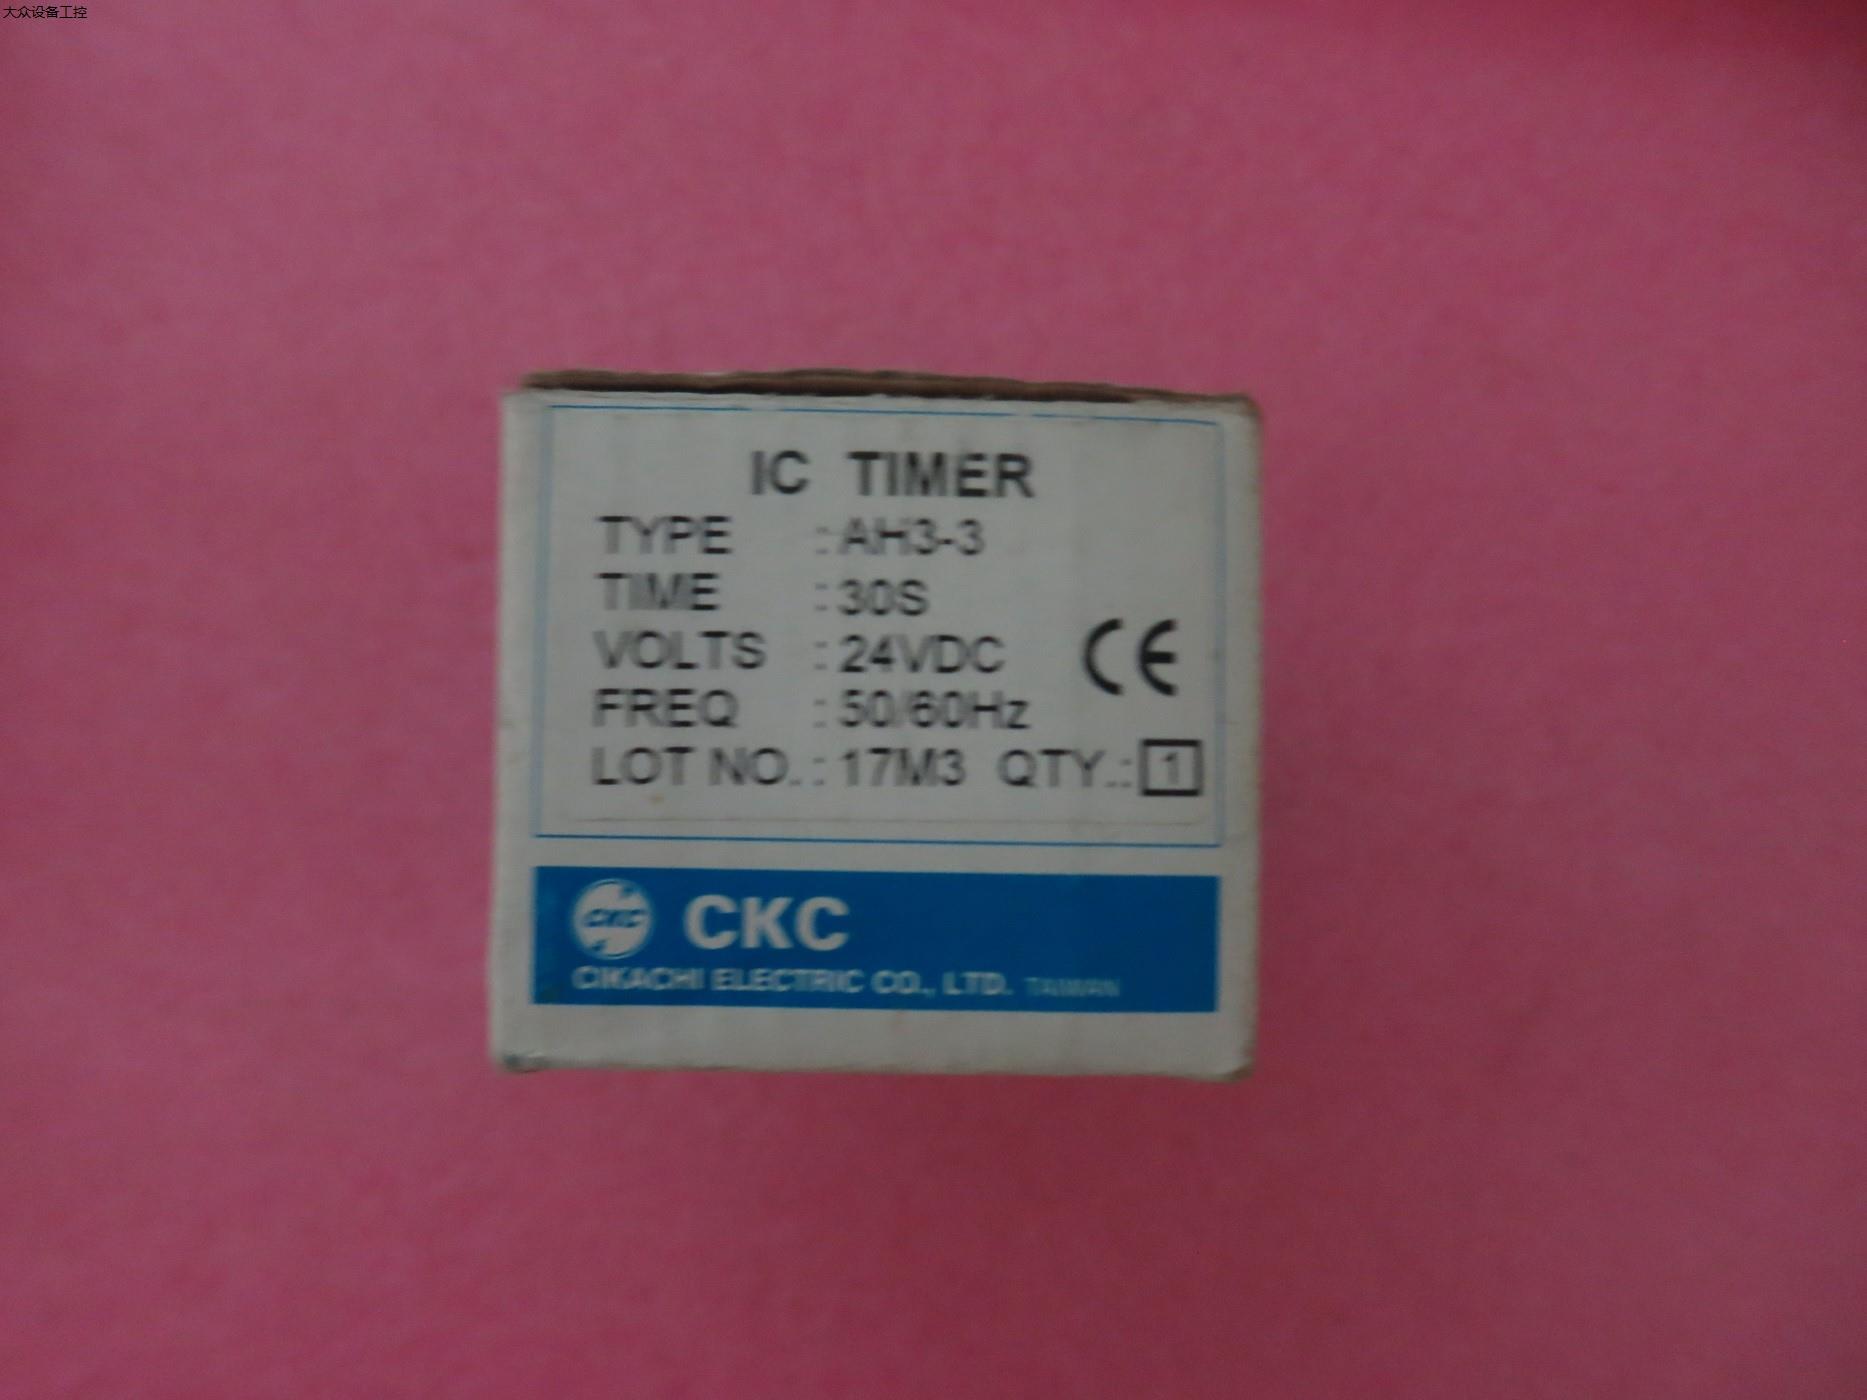 大众设备工控
IC TIMER
TYPE : AH3-3
TIME : 30S
VOLTS : 24VDC
CE
FREQ : 50/60Hz
LOT NO. : 17M3 QTY.: 1
CKC CKC
CIKACHI ELECTRIC CO., LTD. TAIWAN